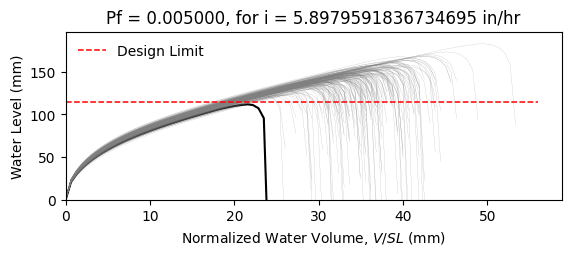 Pf = 0.005000, for i = 5.8979591836734695 in/hr
Design Limit
Water Level (mm)
150
100
50
0
0 10 20 30 40 50
Normalized Water Volume, V/SL (mm)